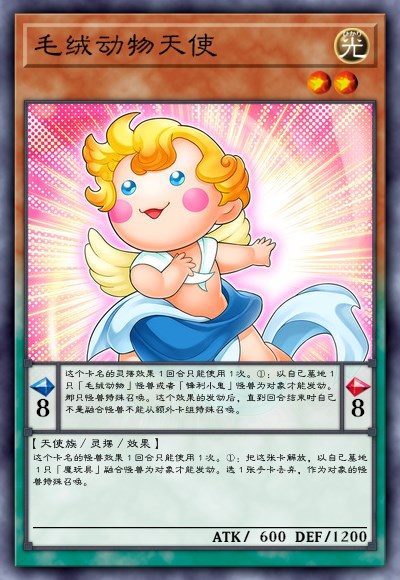 毛绒动物天使
光
这个卡名的灵摆效果1回合只能使用1次。①：以自己墓地1
只「毛绒动物」怪兽或者「锋利小鬼」怪兽为对象才能发动。
那只怪兽特殊召唤。这个效果的发动后，直到回合结束时自己
不是融合怪兽不能从额外卡组特殊召唤。
8
8
【天使族／灵摆／效果】
这个卡名的怪兽效果1回合只能使用1次。①：把这张卡解放，以自己墓地
1只「魔玩具」融合怪兽为对象才能发动。选1张手卡丢弃，作为对象的怪
兽特殊召唤。
ATK/ 600 DEF/1200